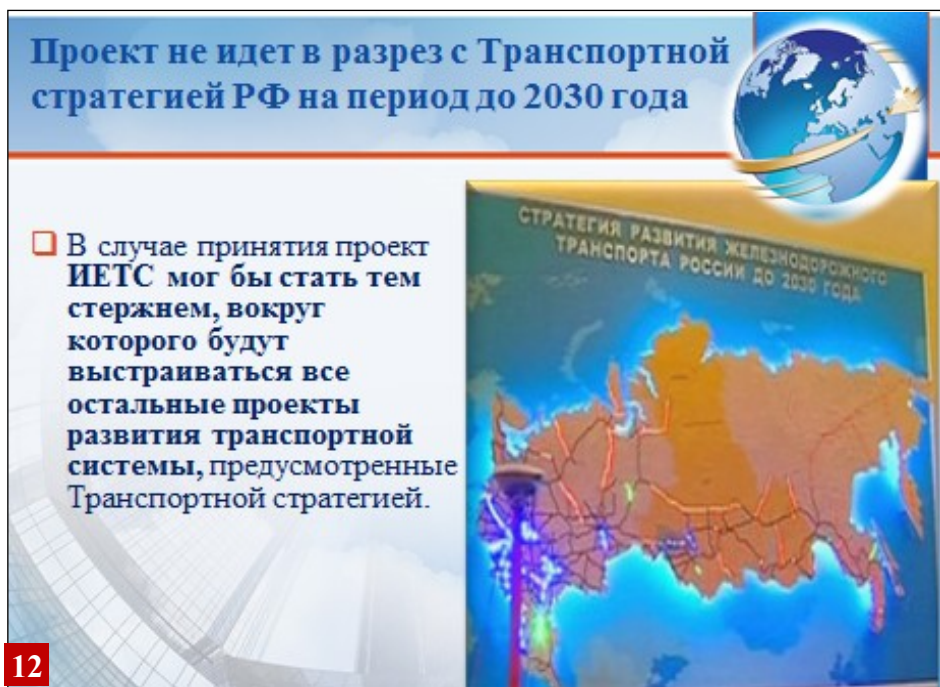 Проект не идет в разрез с Транспортной
стратегией РФ на период до 2030 года
В случае принятия проект
ИЕТС мог бы стать тем
стержнем, вокруг
которого будут
выстраиваться все
остальные проекты
развития транспортной
системы, предусмотренные
Транспортной стратегией.
СТРАТЕГИЯ РАЗВИТИЯ ЖЕЛЕЗНОДОРОЖНОГО
ТРАНСПОРТА РОССИИ ДО 2030 ГОДА
12